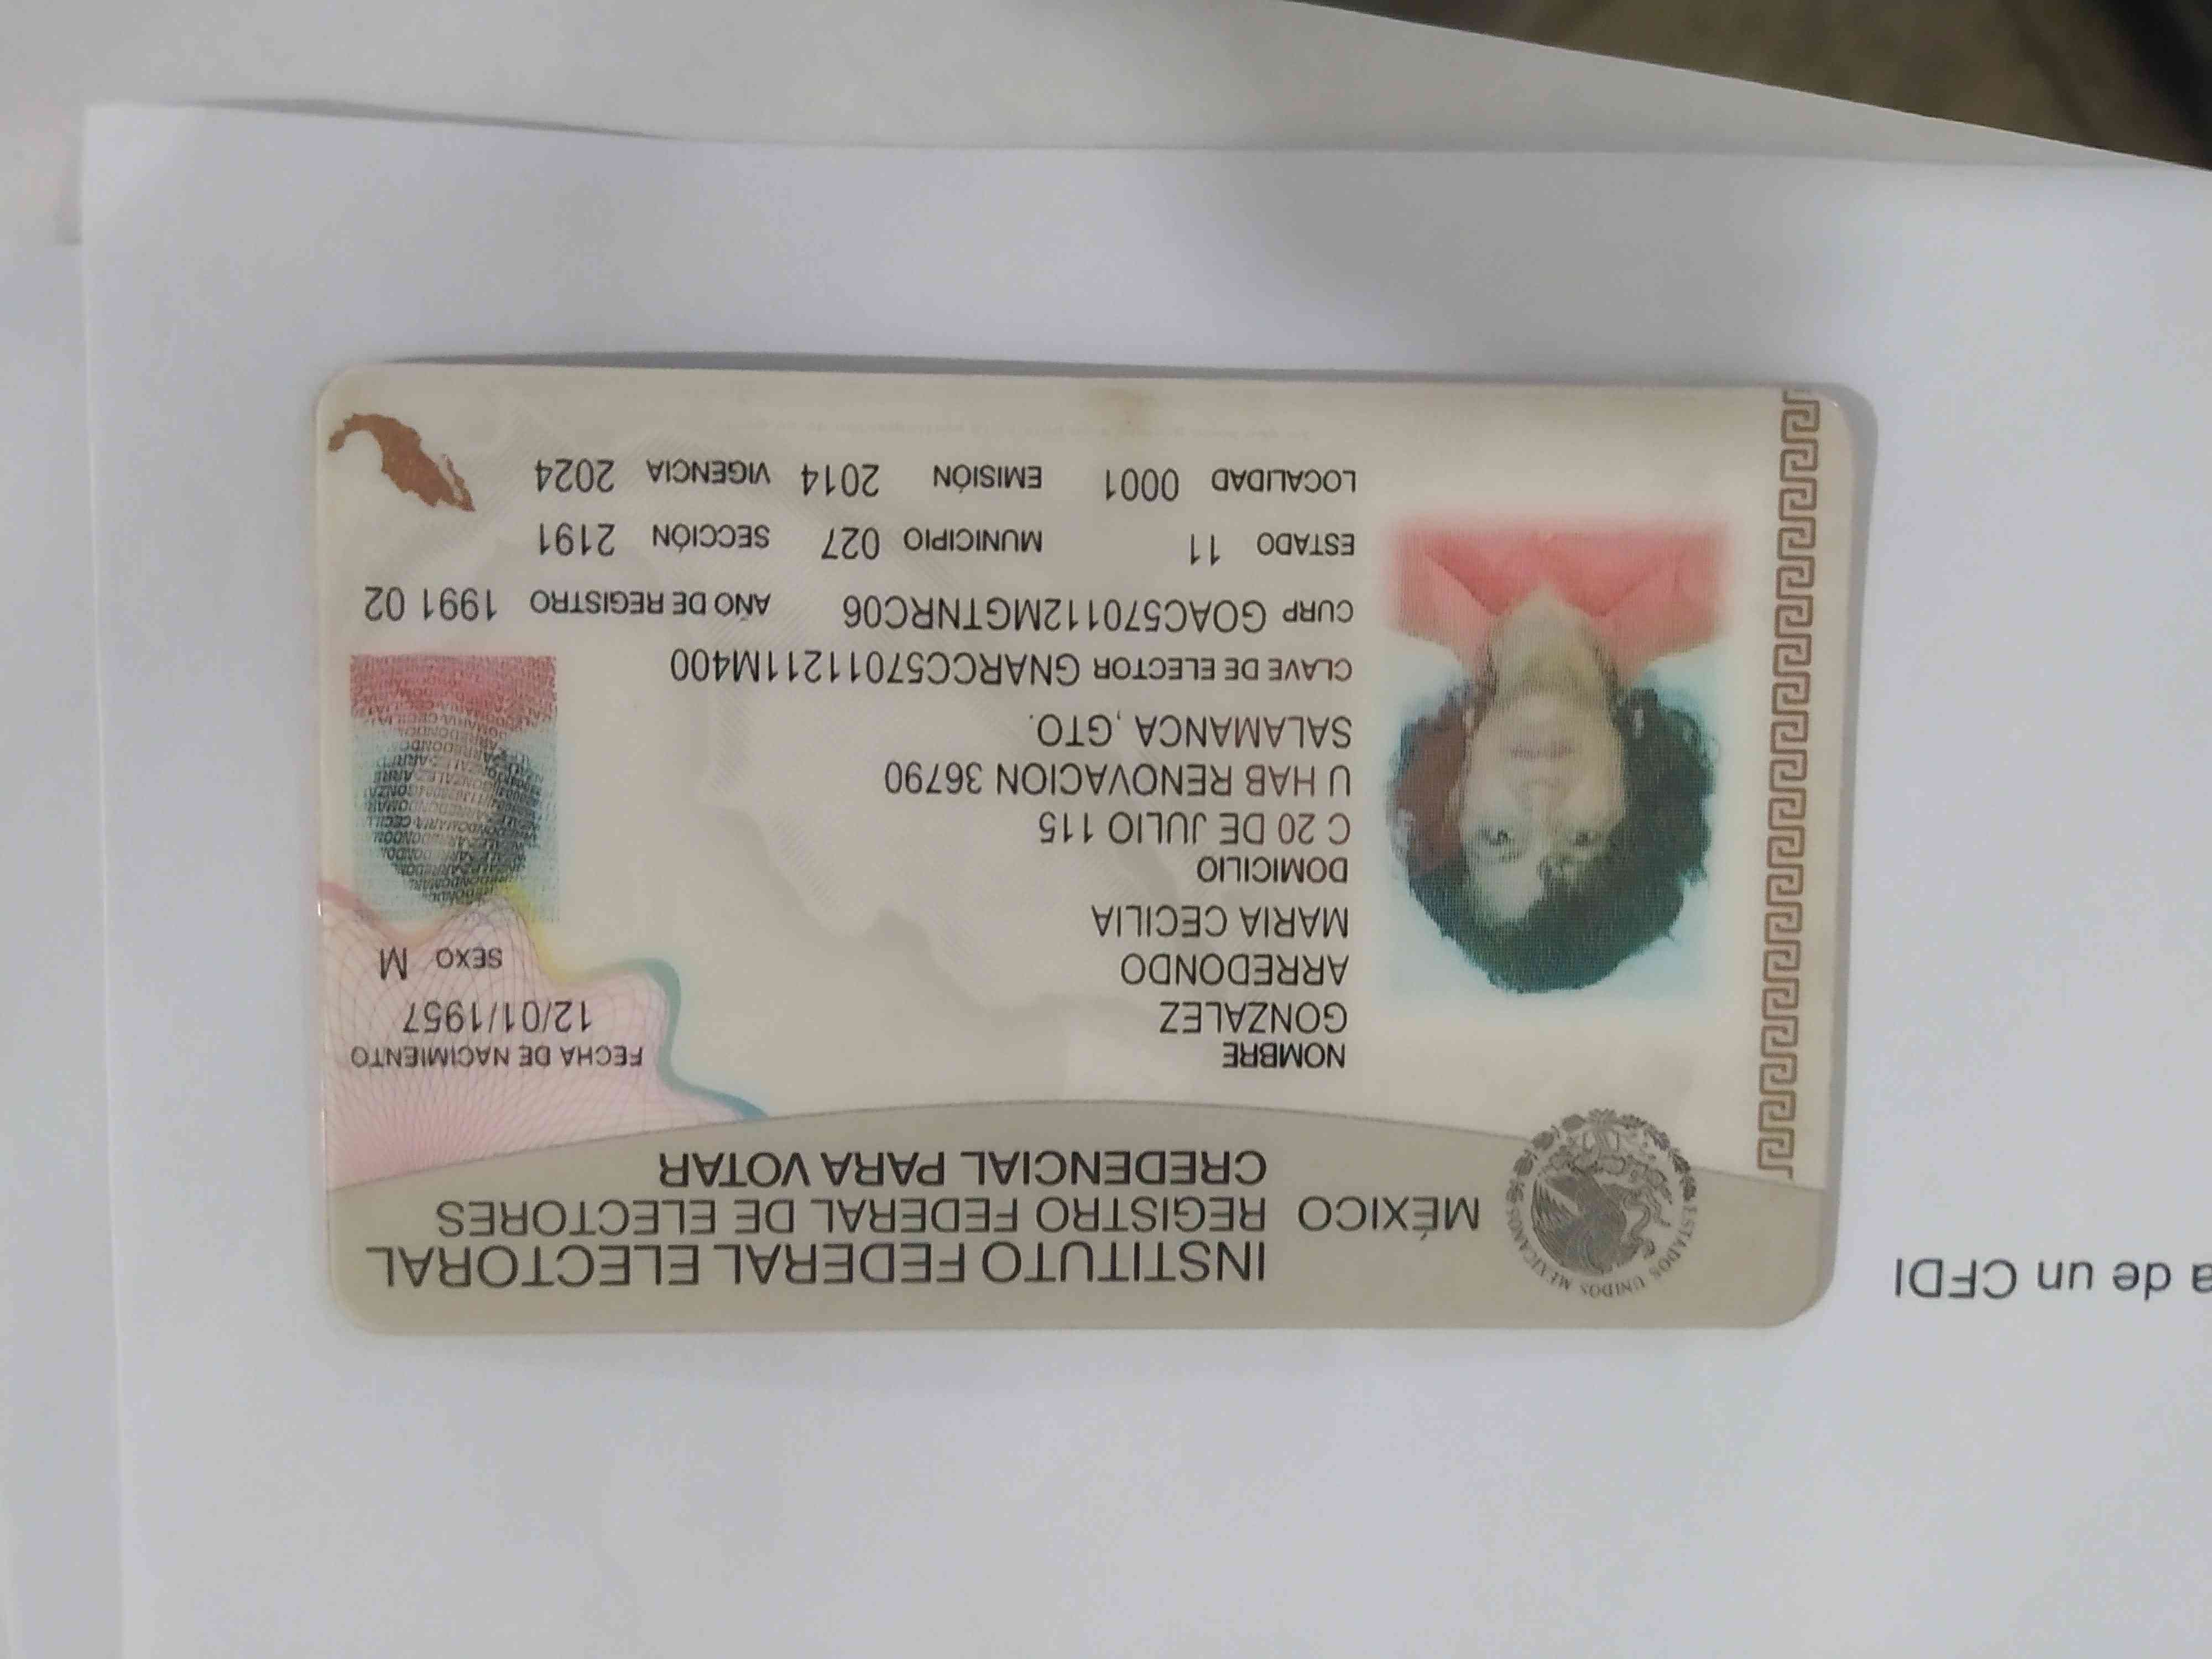 INSTITUTO FEDERAL ELECTORAL
MÉXICO REGISTRO FEDERAL DE ELECTORES
CREDENCIAL PARA VOTAR
ESTADOS UNIDOS MEXICANOS
NOMBRE
GONZALEZ
ARREDONDO
MARIA CECILIA
FECHA DE NACIMIENTO
12/01/1957
SEXO M
DOMICILIO
C 20 DE JULIO 115
U HAB RENOVACION 36790
SALAMANCA, GTO.
CLAVE DE ELECTOR GNARCC57011211M400
CURP GOAC570112MGTNRC06 AÑO DE REGISTRO 1991 02
ESTADO 11 MUNICIPIO 027 SECCIÓN 2191
LOCALIDAD 0001 EMISIÓN 2014 VIGENCIA 2024
a de un CFDI